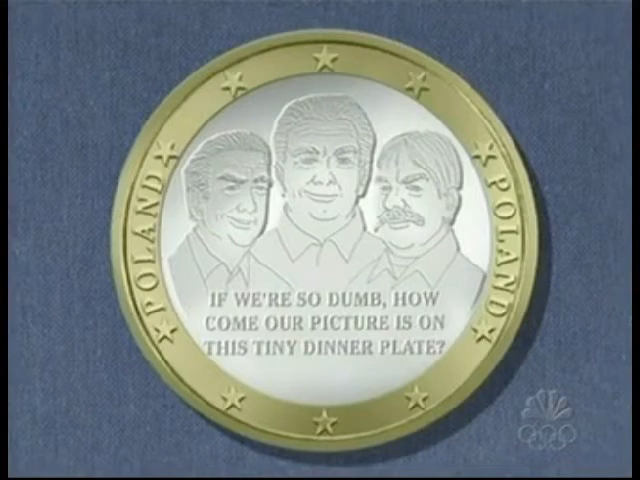 POLAND
POLAND
IF WE'RE SO DUMB, HOW
COME OUR PICTURE IS ON
THIS TINY DINNER PLATE?